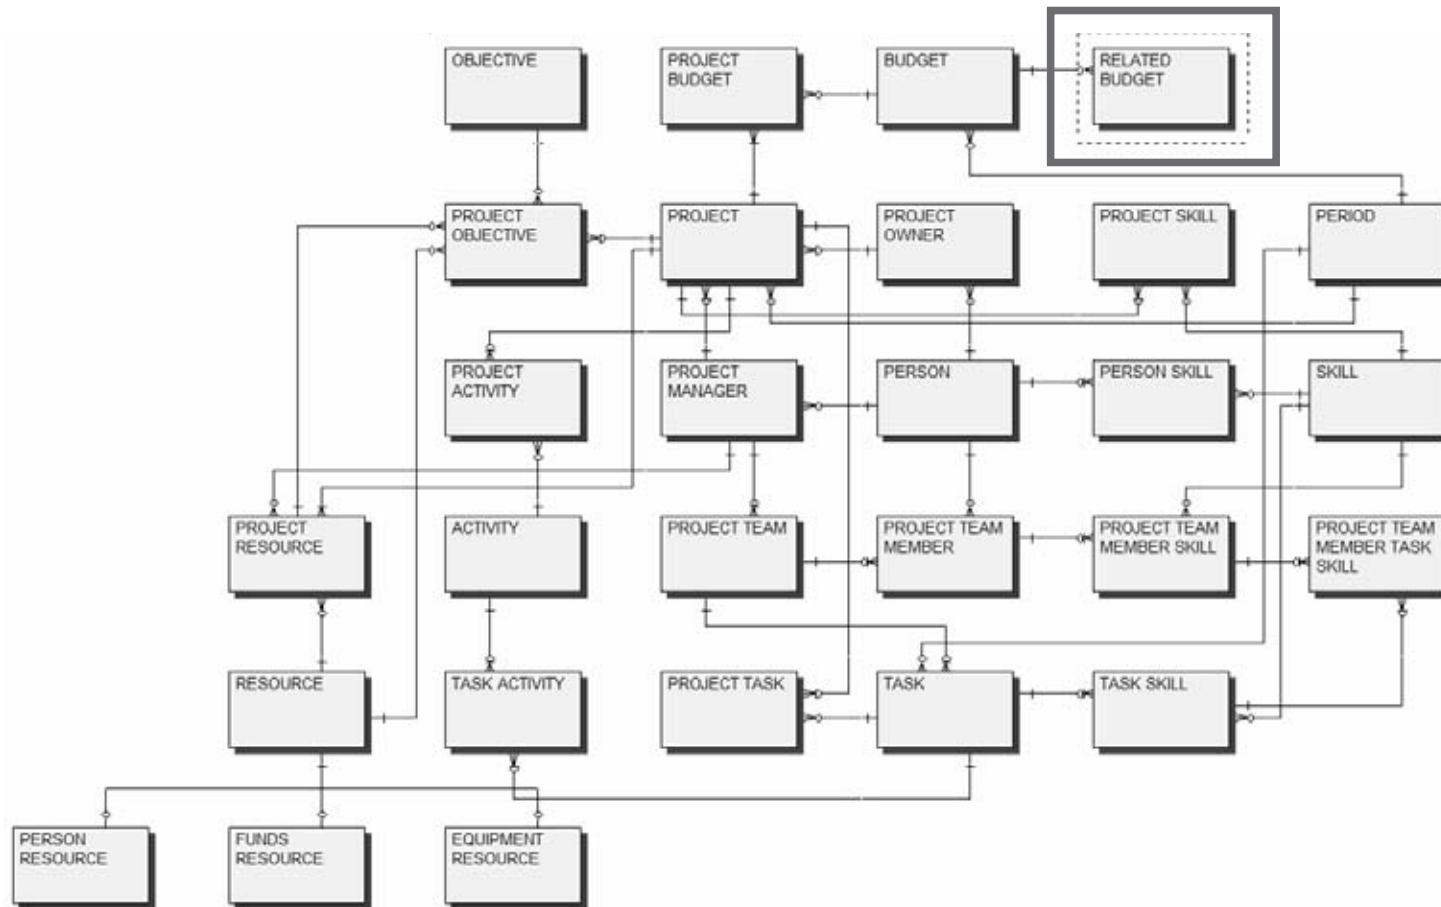 OBJECTIVE
PROJECT
BUDGET
BUDGET
RELATED
BUDGET
PROJECT
OBJECTIVE
PROJECT
PROJECT
OWNER
PROJECT SKILL
PERIOD
PROJECT
ACTIVITY
PROJECT
MANAGER
PERSON
PERSON SKILL
SKILL
PROJECT
RESOURCE
ACTIVITY
PROJECT TEAM
PROJECT TEAM
MEMBER
PROJECT TEAM
MEMBER SKILL
PROJECT TEAM
MEMBER TASK
SKILL
RESOURCE
TASK ACTIVITY
PROJECT TASK
TASK
TASK SKILL
PERSON
RESOURCE
FUNDS
RESOURCE
EQUIPMENT
RESOURCE